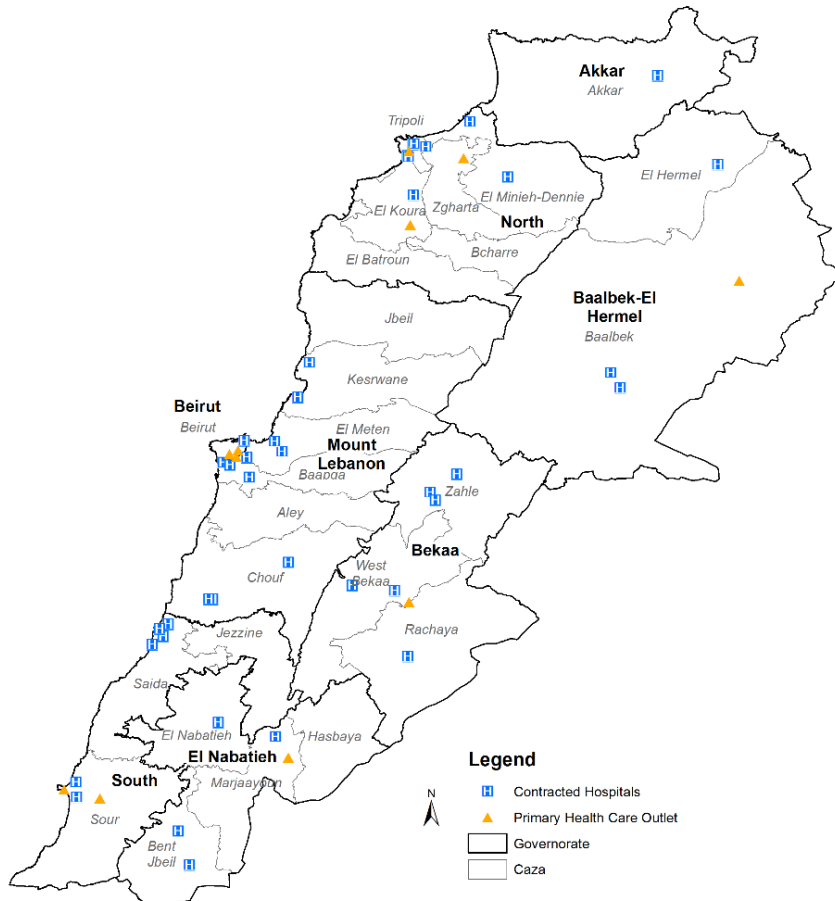 Akkar
Akkar
Tripoli
El Hermel
El Minieh-Dennie
El Koura
Zgharta
North
Bcharre
El Batroun
Baalbek-El
Hermel
Baalbek
Jbeil
Kesrwane
Beirut
Beirut
El Meten
Mount
Lebanon
Baabda
Zahle
Aley
Bekaa
West
Bekaa
Chouf
Rachaya
Jezzine
Saida
El Nabatieh
Hasbaya
El Nabatieh
Marjaayoun
South
Sour
Bent
Jbeil
N
Legend
H Contracted Hospitals
Primary Health Care Outlet
Governorate
Caza